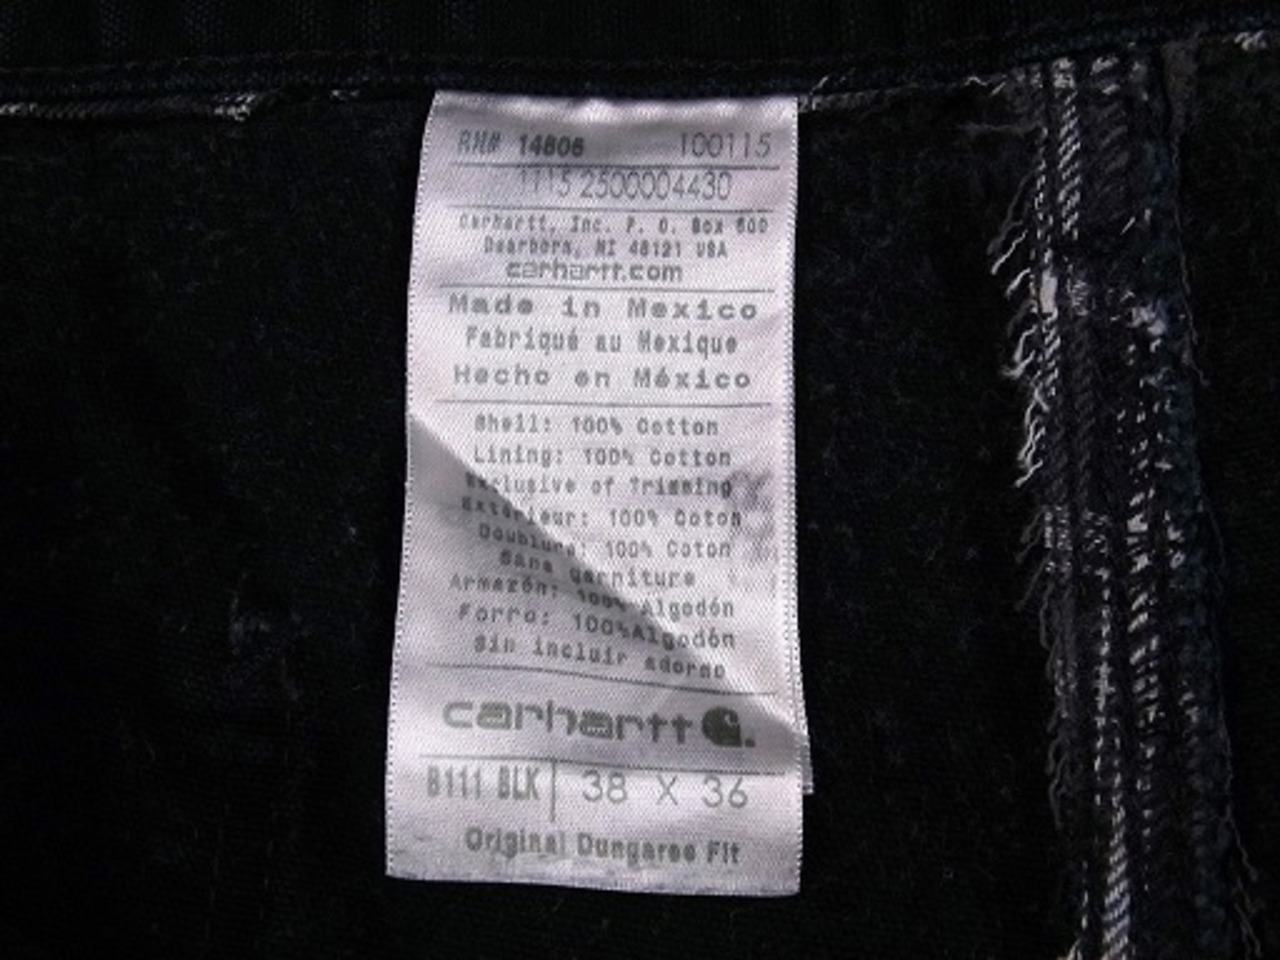 RN# 14806 100115
1115 2500004430
Carhartt, Inc. P. O. Box 600
Dearborn, MI 48121 USA
carhartt.com
Made in Mexico
Fabriqué au Mexique
Hecho en México
Shell: 100% Cotton
Lining: 100% Cotton
Exclusive of Trimming
Extérieur: 100% Coton
Doublure: 100% Coton
Sans garniture
Armazón: 100% Algodón
Forro: 100% Algodón
Sin incluir adorno
carhartt
B111 BLK 38 X 36
Original Dungaree Fit